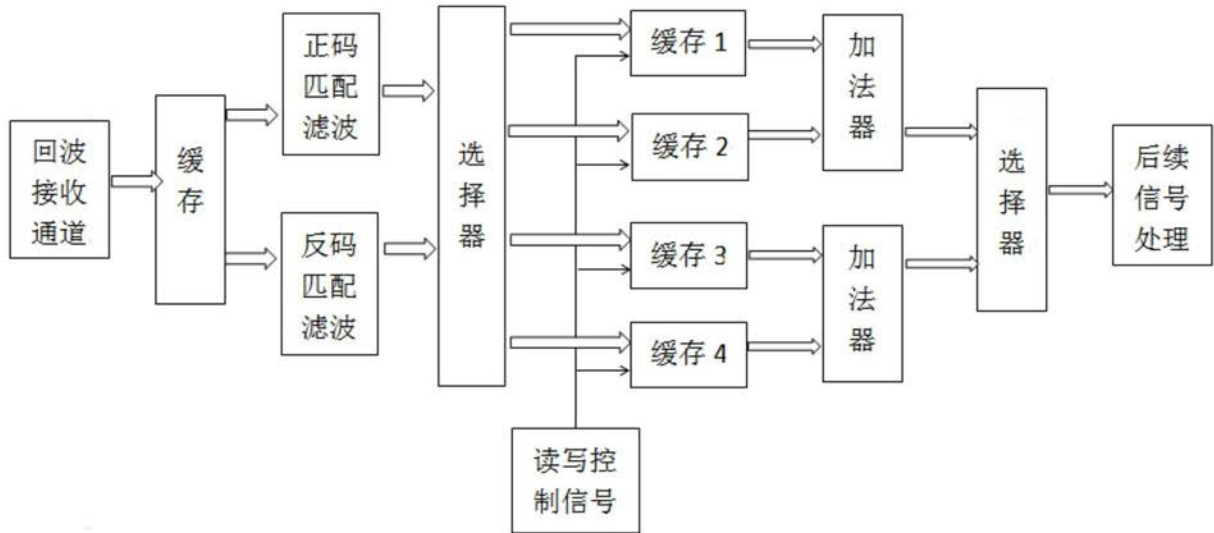 回波
接收
通道
缓
存
正码
匹配
滤波
反码
匹配
滤波
选
择
器
缓存 1
缓存 2
缓存 3
缓存 4
读写控
制信号
加
法
器
加
法
器
选
择
器
后续
信号
处理